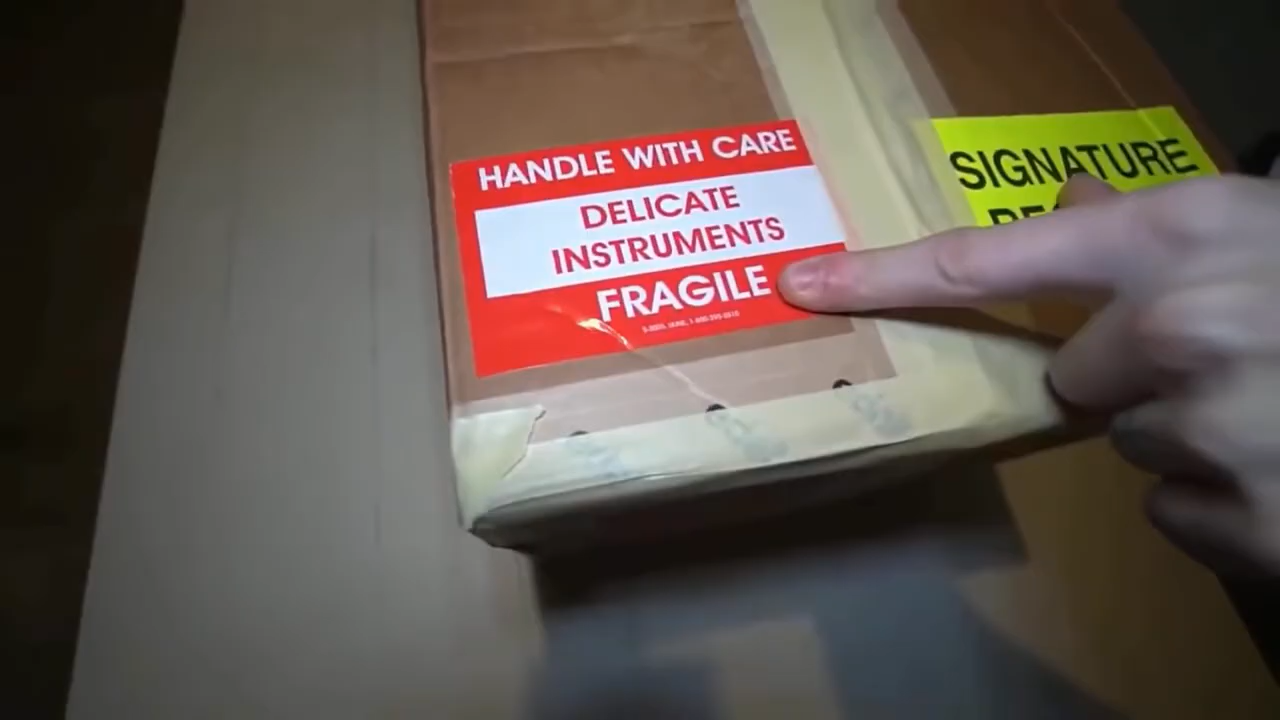 HANDLE WITH CARE
DELICATE
INSTRUMENTS
FRAGILE
SIGNATURE